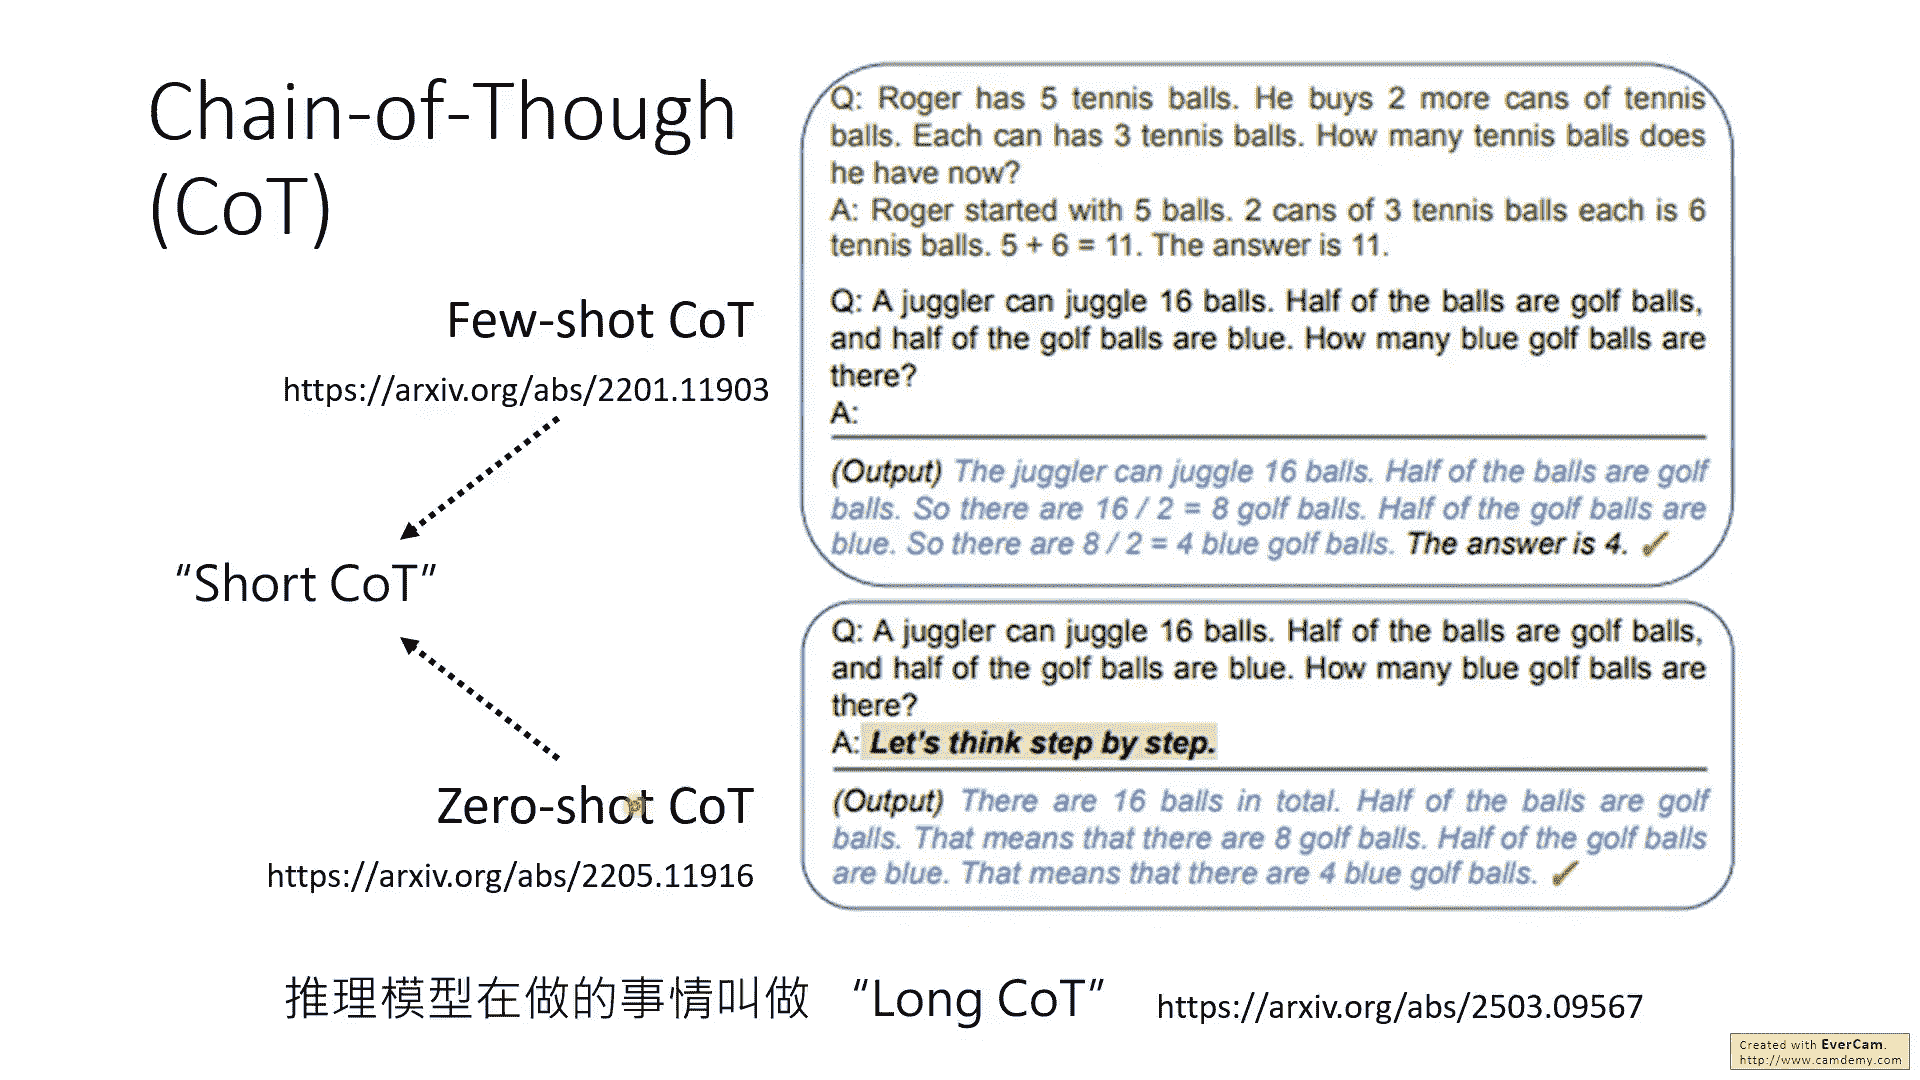 Chain-of-Though
(CoT)
Few-shot CoT
https://arxiv.org/abs/2201.11903
"Short CoT"
Zero-shot CoT
https://arxiv.org/abs/2205.11916
Q: Roger has 5 tennis balls. He buys 2 more cans of tennis
balls. Each can has 3 tennis balls. How many tennis balls does
he have now?
A: Roger started with 5 balls. 2 cans of 3 tennis balls each is 6
tennis balls. 5 + 6 = 11. The answer is 11.
Q: A juggler can juggle 16 balls. Half of the balls are golf balls,
and half of the golf balls are blue. How many blue golf balls are
there?
A:
(Output) The juggler can juggle 16 balls. Half of the balls are golf
balls. So there are 16 / 2 = 8 golf balls. Half of the golf balls are
blue. So there are 8 / 2 = 4 blue golf balls. The answer is 4. ✓
Q: A juggler can juggle 16 balls. Half of the balls are golf balls,
and half of the golf balls are blue. How many blue golf balls are
there?
A: Let's think step by step.
(Output) There are 16 balls in total. Half of the balls are golf
balls. That means that there are 8 golf balls. Half of the golf balls
are blue. That means that there are 4 blue golf balls. ✓
推理模型在做的事情叫做 "Long CoT" https://arxiv.org/abs/2503.09567
Created with EverCam.
http://www.camdemy.com